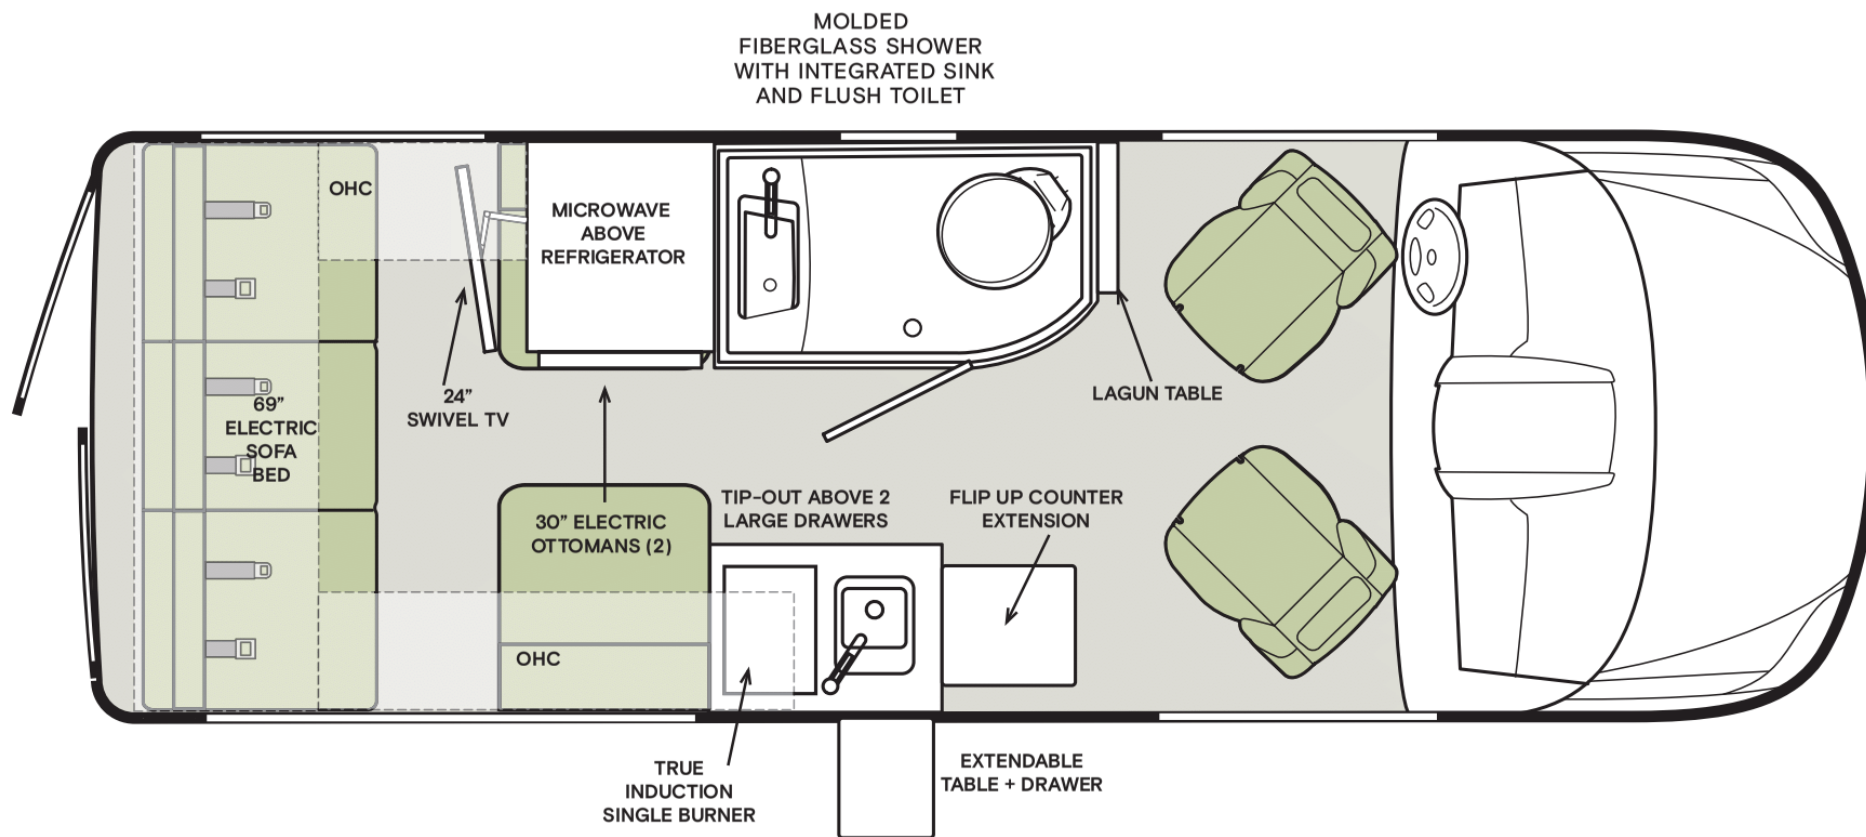 MOLDED
FIBERGLASS SHOWER
WITH INTEGRATED SINK
AND FLUSH TOILET
OHC
MICROWAVE
ABOVE
REFRIGERATOR
24”
SWIVEL TV
LAGUN TABLE
69”
ELECTRIC
SOFA
BED
30” ELECTRIC
OTTOMANS (2)
TIP-OUT ABOVE 2
LARGE DRAWERS
FLIP UP COUNTER
EXTENSION
OHC
TRUE
INDUCTION
SINGLE BURNER
EXTENDABLE
TABLE + DRAWER